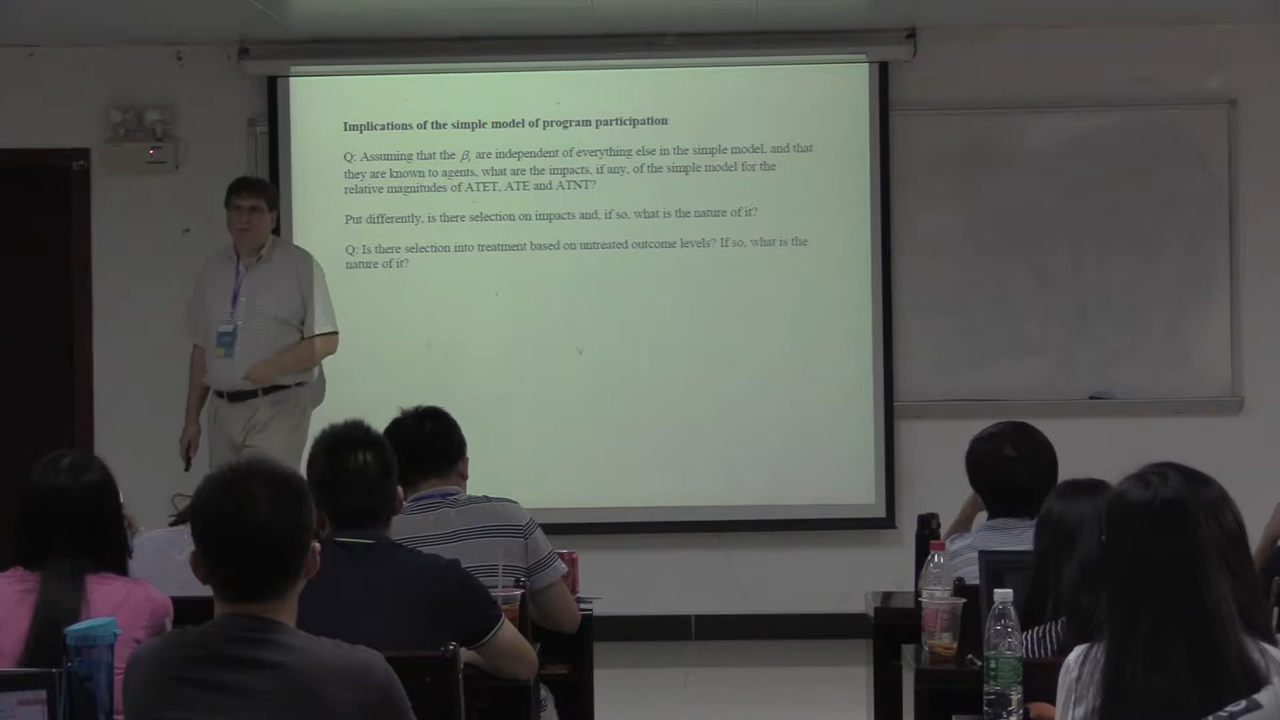 Implications of the simple model of program participation
Q: Assuming that the βi are independent of everything else in the simple model, and that
they are known to agents, what are the impacts, if any, of the simple model for the
relative magnitudes of ATET, ATE and ATNT?
Put differently, is there selection on impacts and, if so, what is the nature of it?
Q: Is there selection into treatment based on untreated outcome levels? If so, what is the
nature of it?